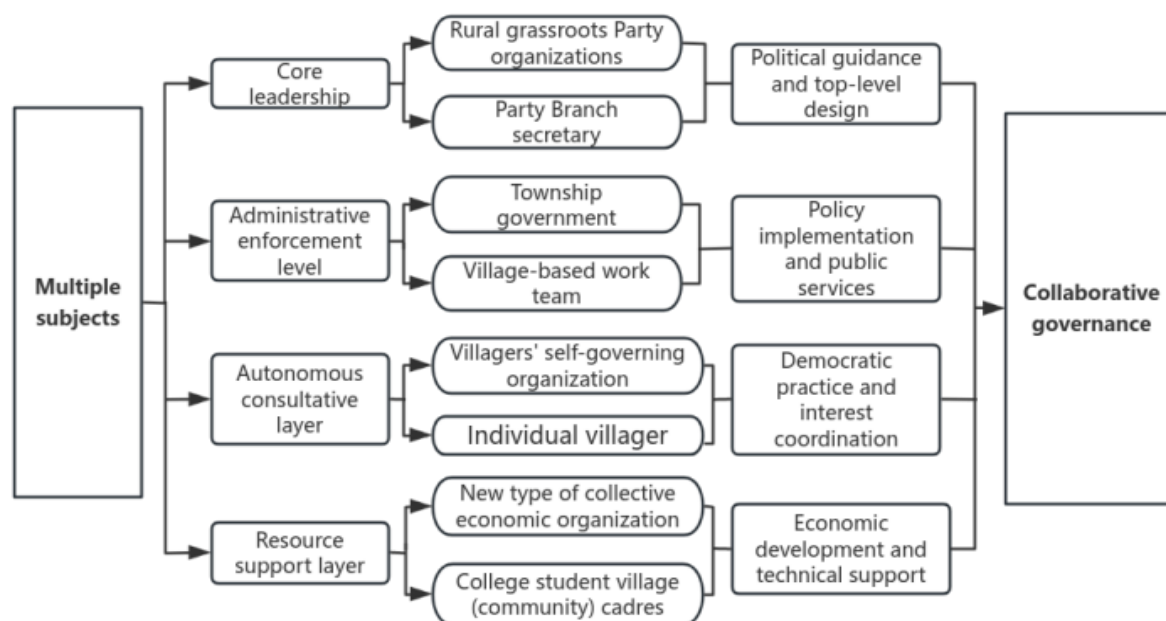 Multiple
subjects
Core
leadership
Rural grassroots Party
organizations
Party Branch
secretary
Political guidance
and top-level
design
Administrative
enforcement
level
Township
government
Village-based work
team
Policy
implementation
and public
services
Autonomous
consultative
layer
Villagers' self-governing
organization
Individual villager
Democratic
practice and
interest
coordination
Resource
support layer
New type of collective
economic organization
College student village
(community) cadres
Economic
development and
technical support
Collaborative
governance